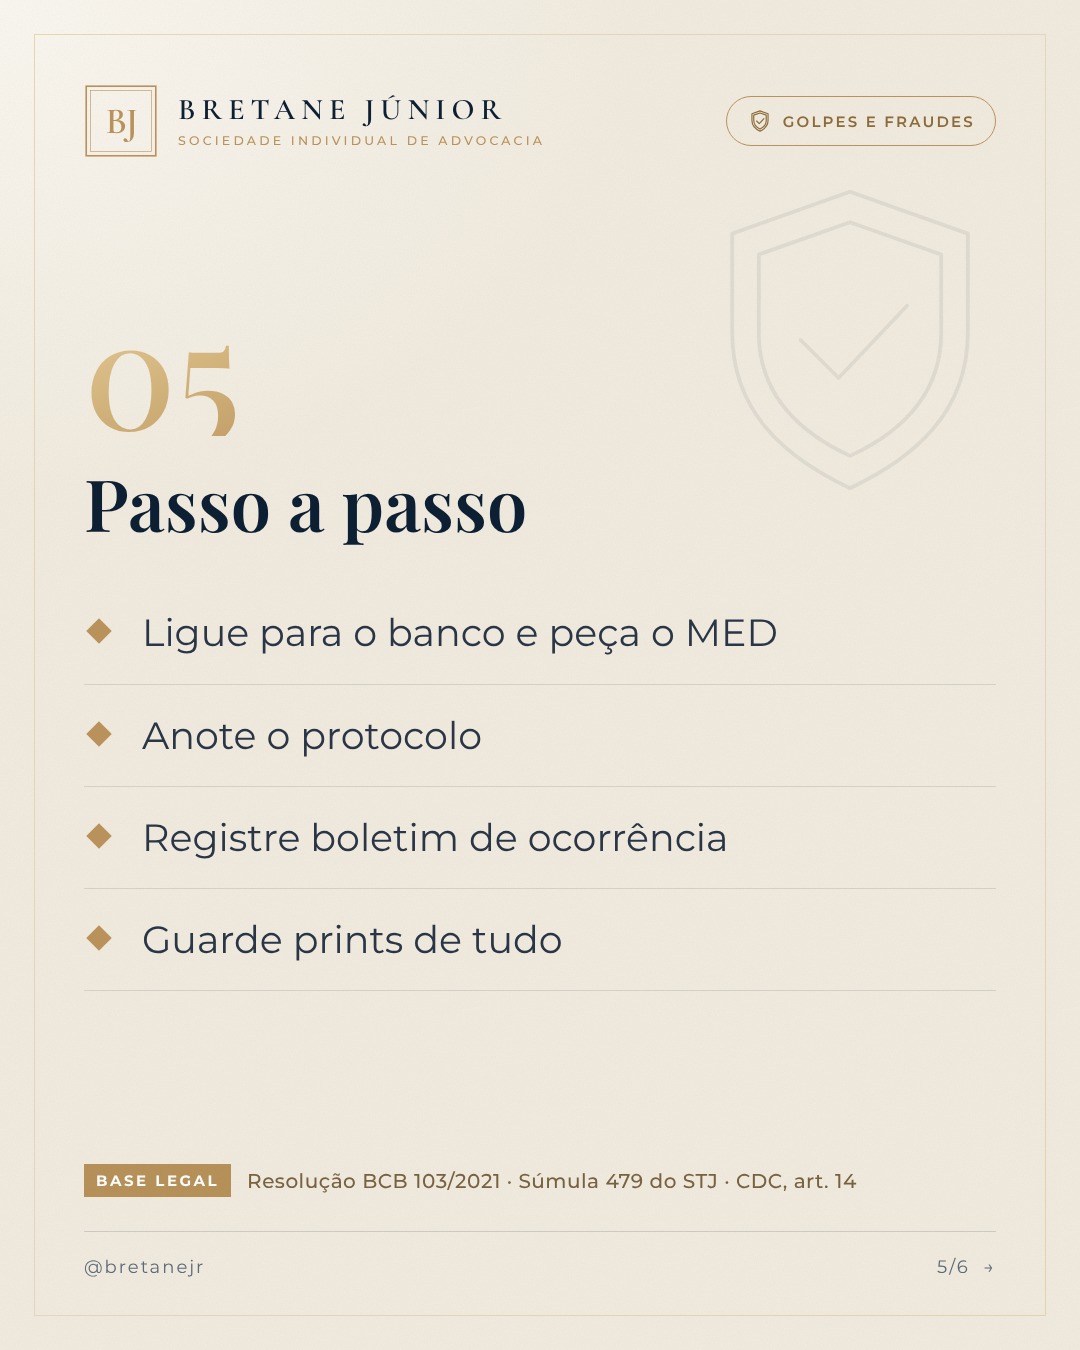 BJ
BRETANE JÚNIOR
SOCIEDADE INDIVIDUAL DE ADVOCACIA
GOLPES E FRAUDES
05
Passo a passo
Ligue para o banco e peça o MED
Anote o protocolo
Registre boletim de ocorrência
Guarde prints de tudo
BASE LEGAL Resolução BCB 103/2021 · Súmula 479 do STJ · CDC, art. 14
@bretanejr
5/6 →